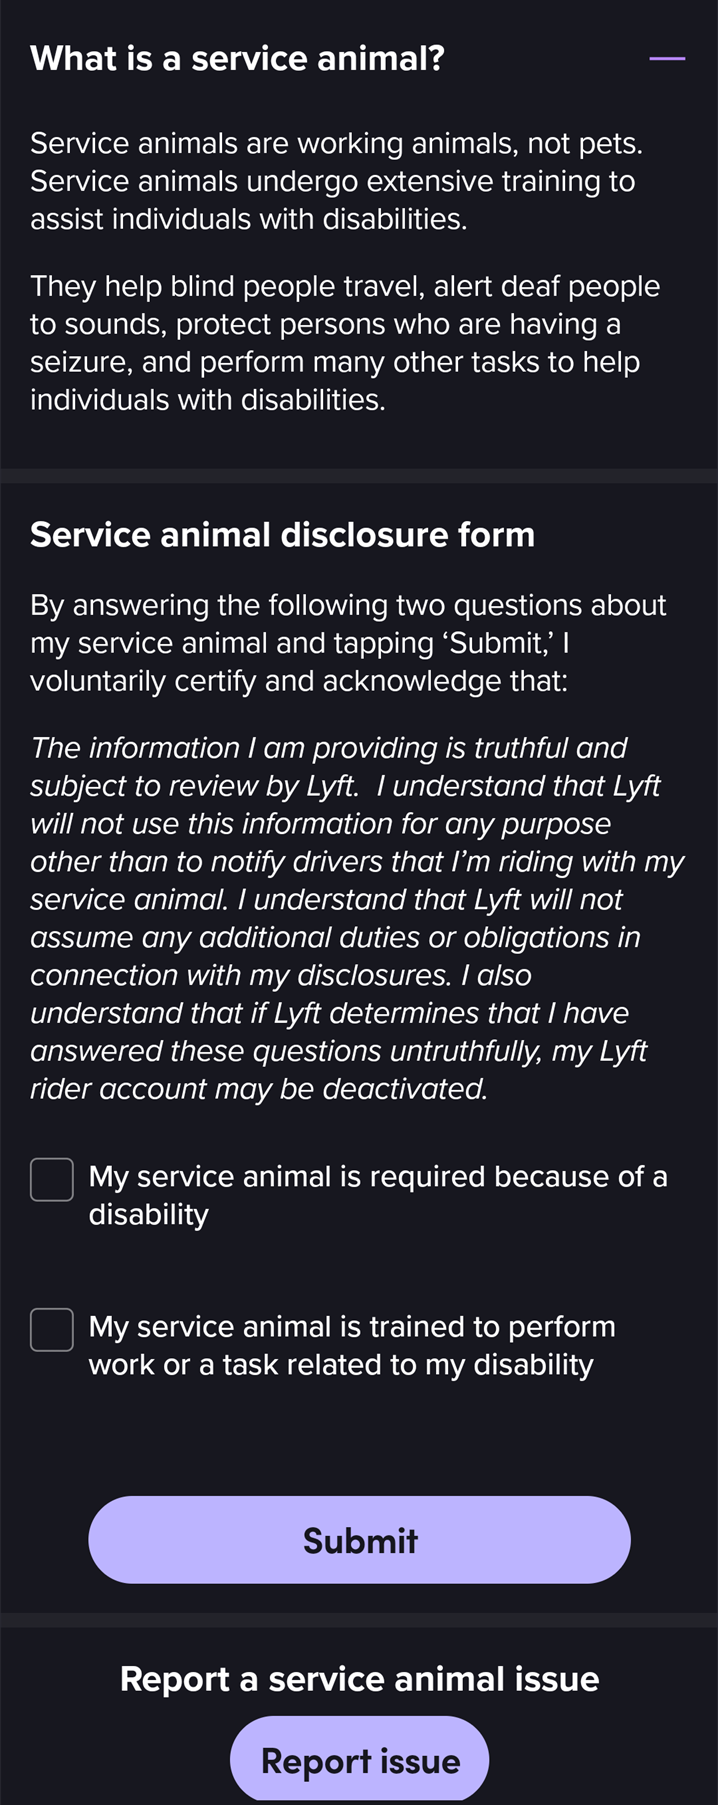 What is a service animal?
Service animals are working animals, not pets.
Service animals undergo extensive training to
assist individuals with disabilities.
They help blind people travel, alert deaf people
to sounds, protect persons who are having a
seizure, and perform many other tasks to help
individuals with disabilities.
Service animal disclosure form
By answering the following two questions about
my service animal and tapping ‘Submit,’ I
voluntarily certify and acknowledge that:
The information I am providing is truthful and
subject to review by Lyft.  I understand that Lyft
will not use this information for any purpose
other than to notify drivers that I’m riding with my
service animal. I understand that Lyft will not
assume any additional duties or obligations in
connection with my disclosures. I also
understand that if Lyft determines that I have
answered these questions untruthfully, my Lyft
rider account may be deactivated.
My service animal is required because of a
disability
My service animal is trained to perform
work or a task related to my disability
Submit
Report a service animal issue
Report issue